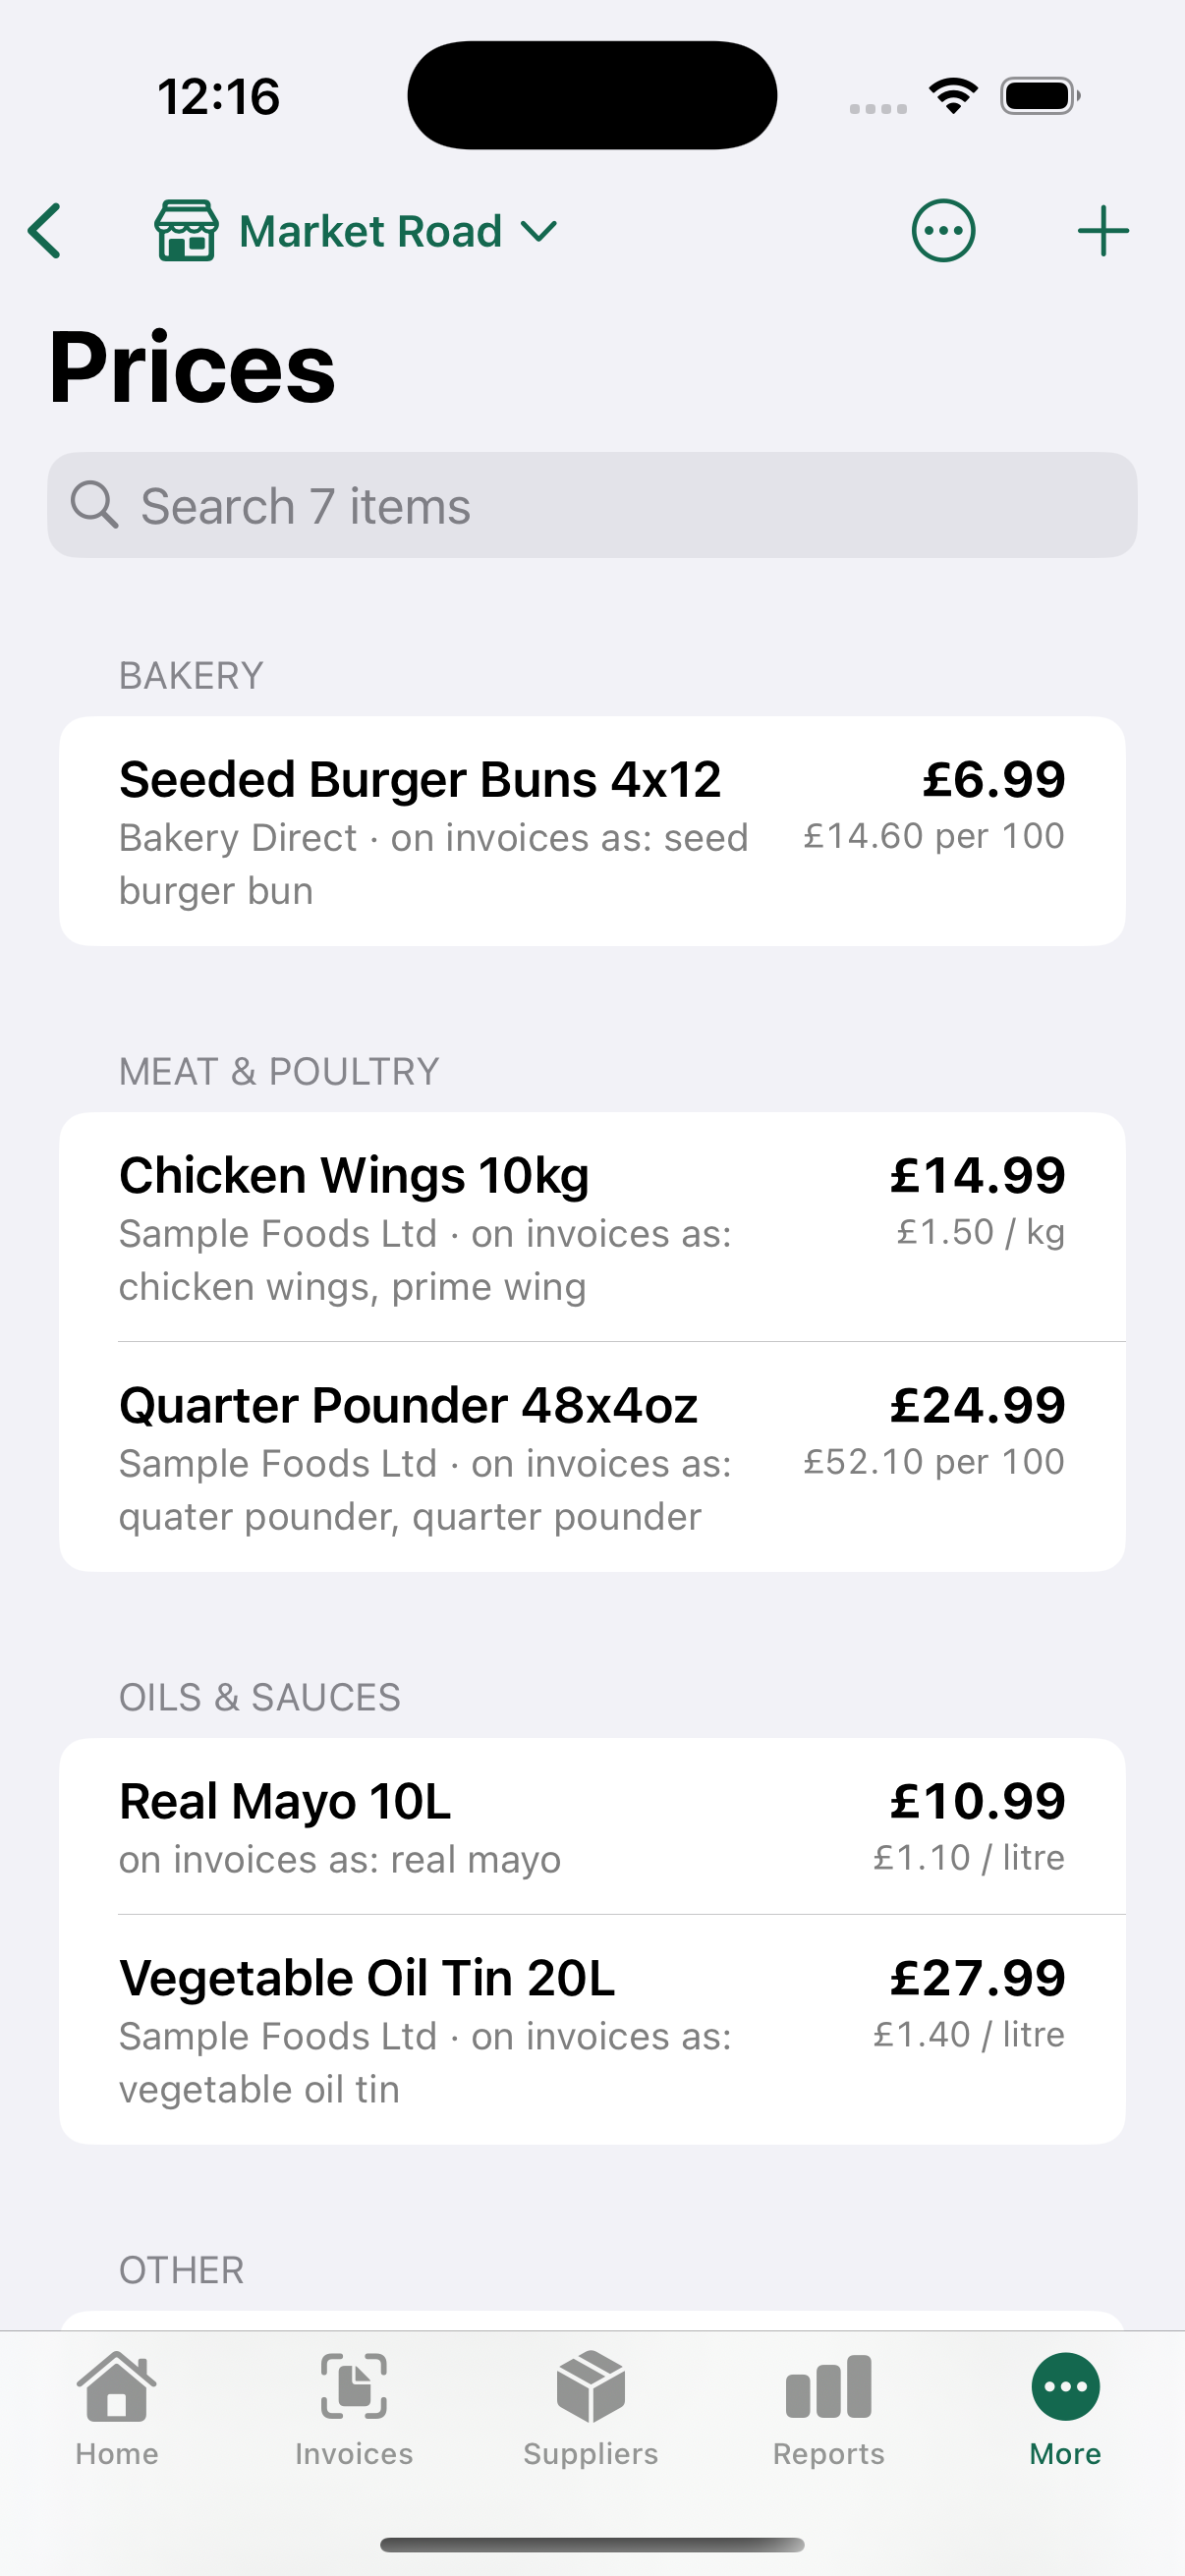 12:16
Market Road
Prices
Search 7 items
BAKERY
Seeded Burger Buns 4x12
£6.99
Bakery Direct · on invoices as: seed
£14.60 per 100
burger bun
MEAT & POULTRY
Chicken Wings 10kg
£14.99
Sample Foods Ltd · on invoices as:
£1.50 / kg
chicken wings, prime wing
Quarter Pounder 48x4oz
£24.99
Sample Foods Ltd · on invoices as:
£52.10 per 100
quater pounder, quarter pounder
OILS & SAUCES
Real Mayo 10L
£10.99
on invoices as: real mayo
£1.10 / litre
Vegetable Oil Tin 20L
£27.99
Sample Foods Ltd · on invoices as:
£1.40 / litre
vegetable oil tin
OTHER
Home
Invoices
Suppliers
Reports
More